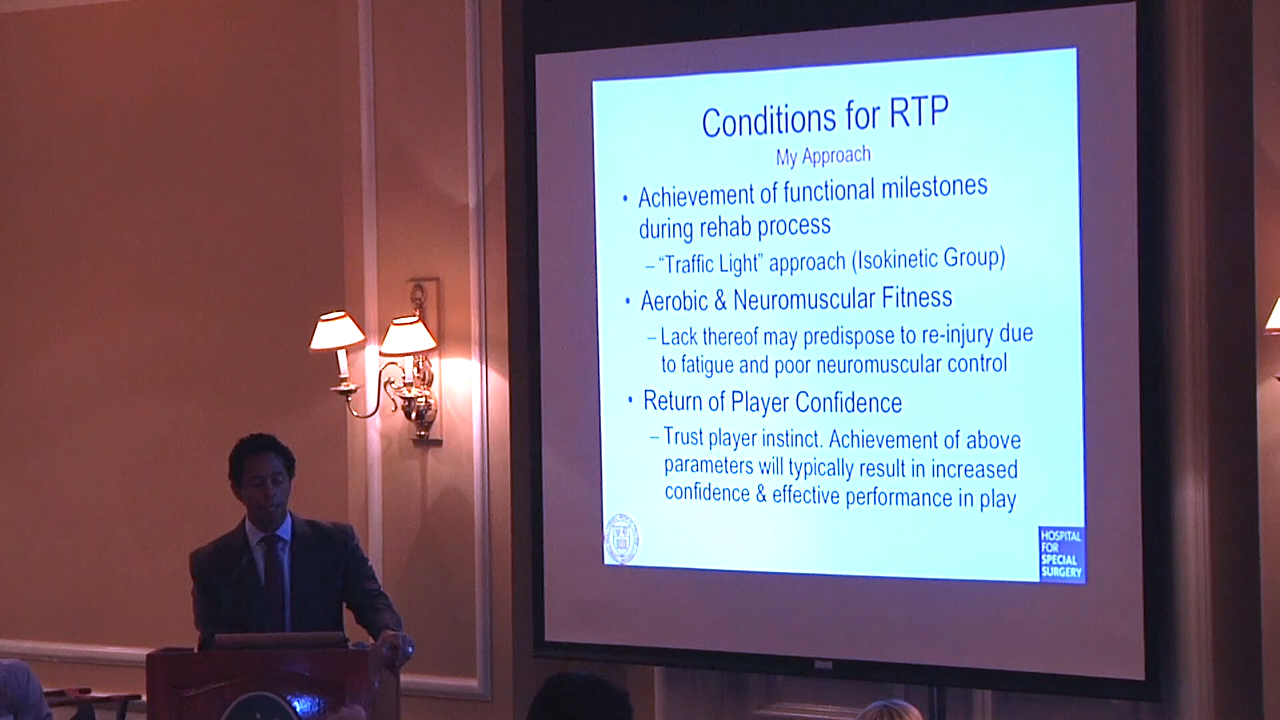 Conditions for RTP
My Approach
• Achievement of functional milestones
during rehab process
– “Traffic Light” approach (Isokinetic Group)
• Aerobic & Neuromuscular Fitness
– Lack thereof may predispose to re-injury due
to fatigue and poor neuromuscular control
• Return of Player Confidence
– Trust player instinct. Achievement of above
parameters will typically result in increased
confidence & effective performance in play
HOSPITAL
FOR
SPECIAL
SURGERY